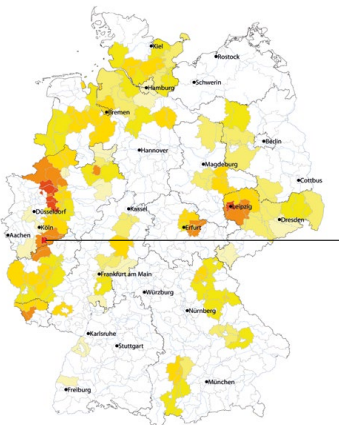 Kiel
Rostock
Schwerin
Hamburg
Bremen
Berlin
Hannover
Magdeburg
Cottbus
Leipzig
Düsseldorf
Kassel
Dresden
Köln
Erfurt
Aachen
Frankfurt am Main
Würzburg
Nürnberg
Karlsruhe
Stuttgart
München
Freiburg